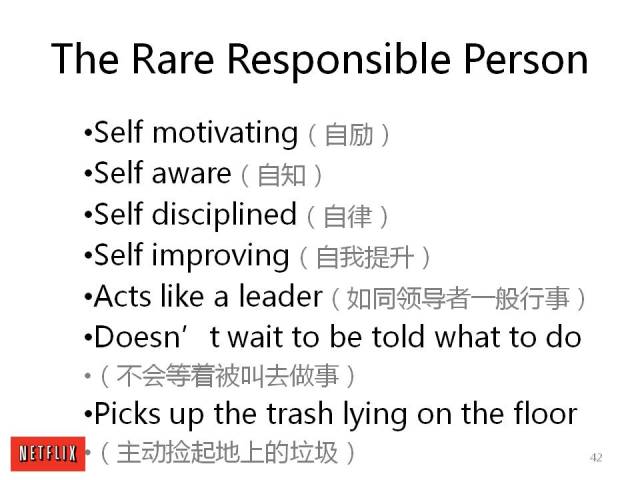 The Rare Responsible Person
•Self motivating（自励）
•Self aware（自知）
•Self disciplined（自律）
•Self improving（自我提升）
•Acts like a leader（如同领导者一般行事）
•Doesn’t wait to be told what to do
•（不会等着被叫去做事）
•Picks up the trash lying on the floor
•（主动捡起地上的垃圾）
NETFLIX
42